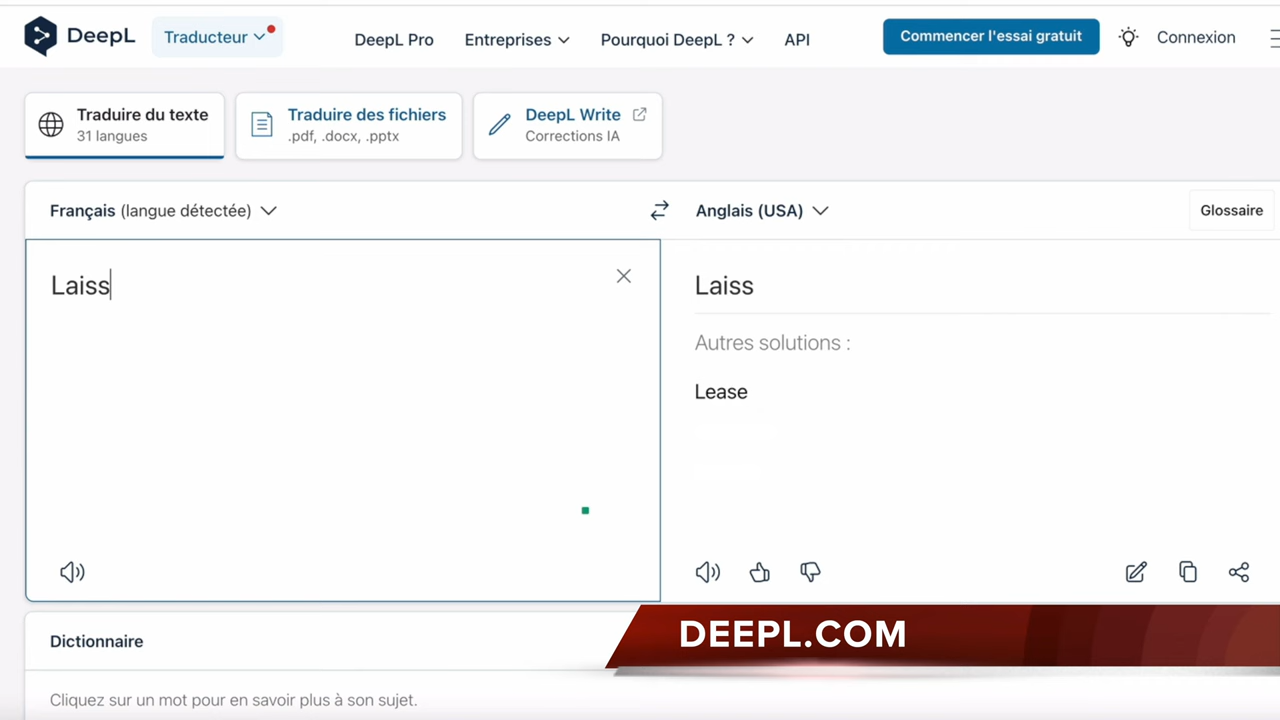 DeepL
Traducteur
DeepL Pro
Entreprises
Pourquoi DeepL ?
API
Commencer l'essai gratuit
Connexion
Traduire du texte
31 langues
Traduire des fichiers
.pdf, .docx, .pptx
DeepL Write
Corrections IA
Français (langue détectée)
Anglais (USA)
Glossaire
Laiss
Laiss
Autres solutions :
Lease
DEEPL.COM
Dictionnaire
Cliquez sur un mot pour en savoir plus à son sujet.